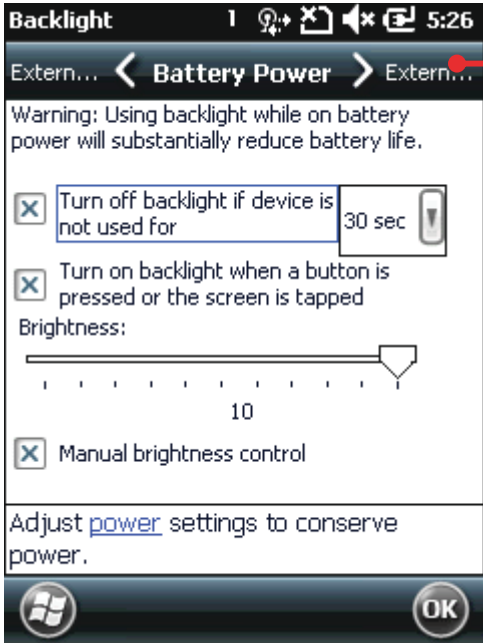 Backlight 1 5:26
Extern... Battery Power Extern...
Warning: Using backlight while on battery
power will substantially reduce battery life.
Turn off backlight if device is
not used for
30 sec
Turn on backlight when a button is
pressed or the screen is tapped
Brightness:
10
Manual brightness control
Adjust power settings to conserve
power.
OK